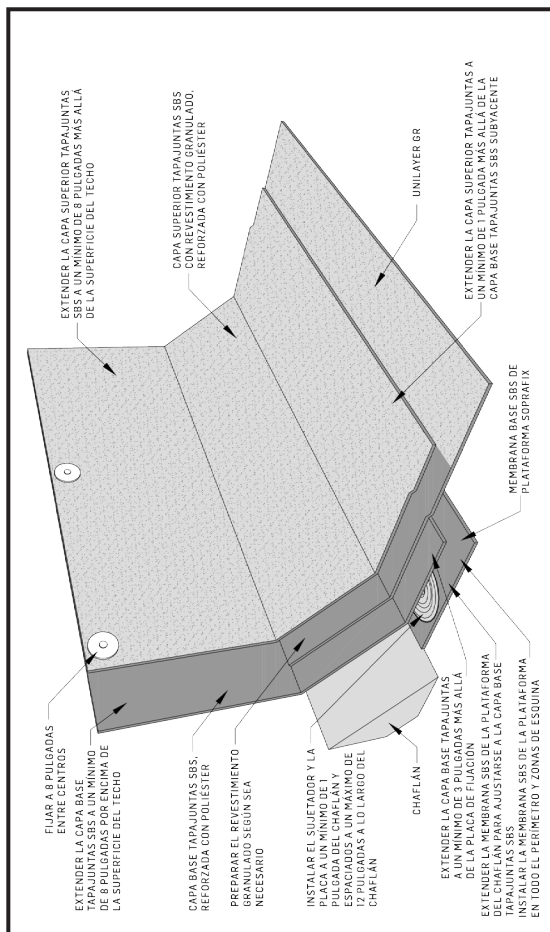 FIJAR A 8 PULGADAS
ENTRE CENTROS
EXTENDER LA CAPA BASE
TAPAJUNTAS SBS A UN MÍNIMO
DE 8 PULGADAS POR ENCIMA DE
LA SUPERFICIE DEL TECHO
CAPA BASE TAPAJUNTAS SBS,
REFORZADA CON POLIÉSTER
PREPARAR EL REVESTIMIENTO
GRANULADO SEGÚN SEA
NECESARIO
INSTALAR EL SUJETADOR Y LA
PLACA A UN MÍNIMO DE 1
PULGADA DEL CHAFLÁN Y
ESPACIADOS A UN MÁXIMO DE
12 PULGADAS A LO LARGO DEL
CHAFLÁN
CHAFLÁN
EXTENDER LA CAPA BASE TAPAJUNTAS
A UN MÍNIMO DE 3 PULGADAS MÁS ALLÁ
DE LA PLACA DE FIJACIÓN
EXTENDER LA MEMBRANA SBS DE LA PLATAFORMA
DEL CHAFLÁN PARA AJUSTARSE A LA CAPA BASE
TAPAJUNTAS SBS
INSTALAR LA MEMBRANA SBS DE LA PLATAFORMA
EN TODO EL PERÍMETRO Y ZONAS DE ESQUINA
EXTENDER LA CAPA SUPERIOR TAPAJUNTAS
SBS A UN MÍNIMO DE 8 PULGADAS MÁS ALLÁ
DE LA SUPERFICIE DEL TECHO
CAPA SUPERIOR TAPAJUNTAS SBS
CON REVESTIMIENTO GRANULADO,
REFORZADA CON POLIÉSTER
UNILAYER GR
EXTENDER LA CAPA SUPERIOR TAPAJUNTAS A
UN MÍNIMO DE 1 PULGADA MÁS ALLÁ DE LA
CAPA BASE TAPAJUNTAS SBS SUBYACENTE
MEMBRANA BASE SBS DE
PLATAFORMA SOPRAFIX